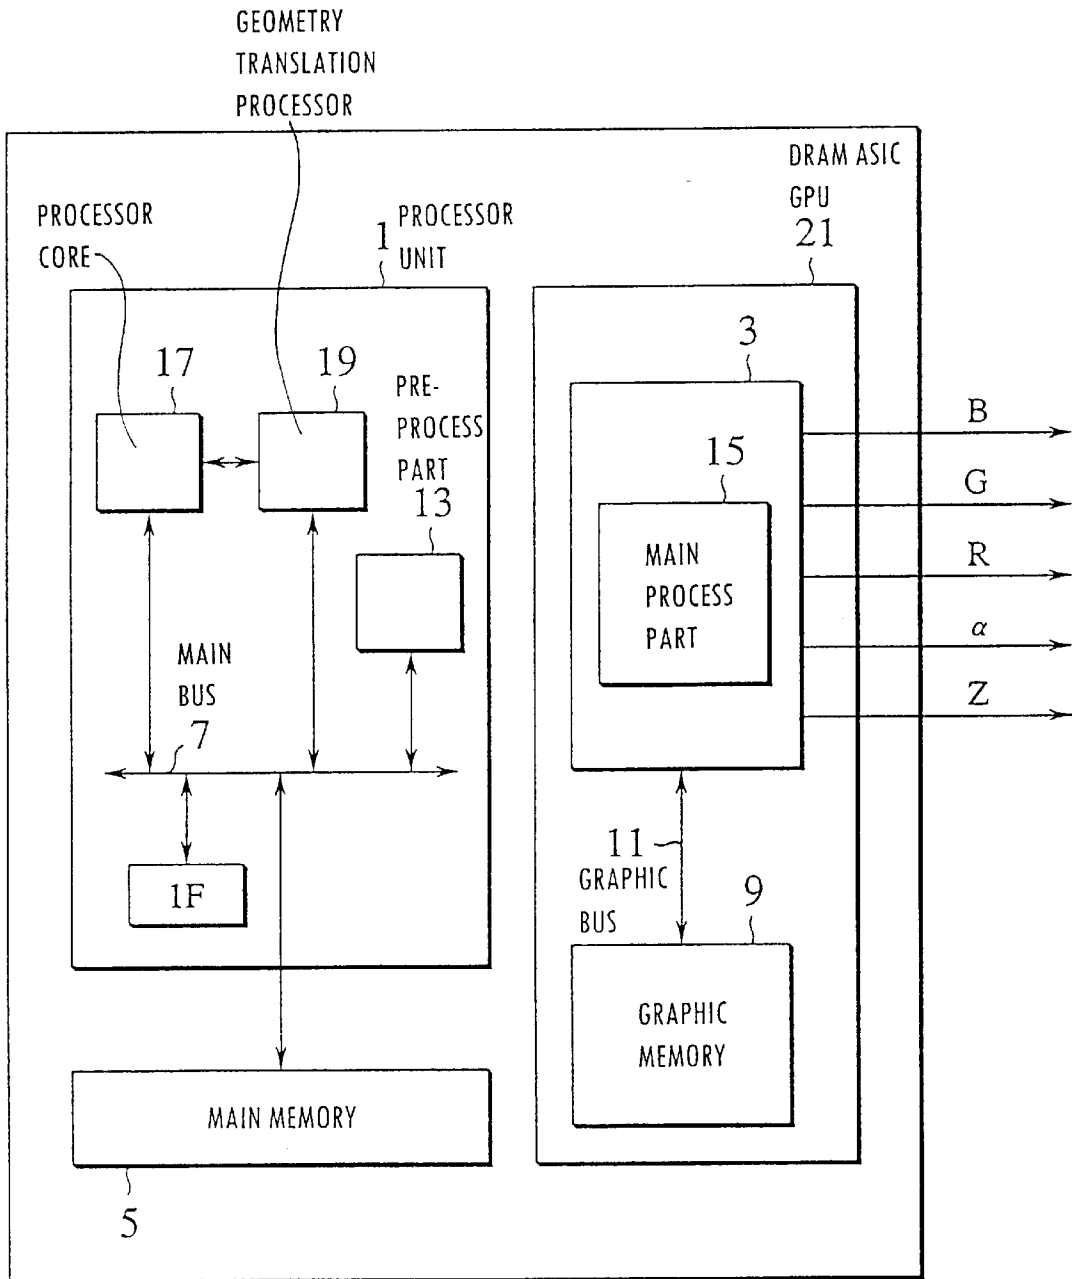 GEOMETRY
TRANSLATION
PROCESSOR
DRAM ASIC
GPU
21
PROCESSOR
CORE
1
PROCESSOR
UNIT
17
19
PRE-
PROCESS
PART
13
3
15
MAIN
PROCESS
PART
B
G
R
α
Z
MAIN
BUS
7
1F
11
GRAPHIC
BUS
9
GRAPHIC
MEMORY
MAIN MEMORY
5